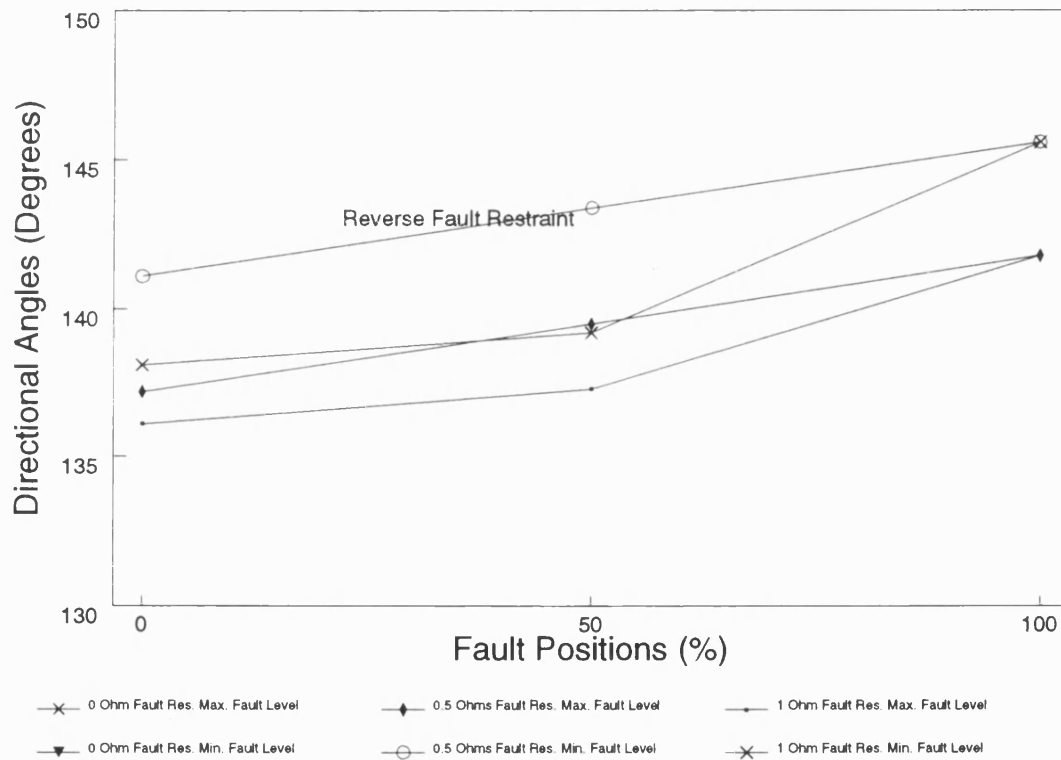 150
145
140
135
130
Directional Angles (Degrees)
Reverse Fault Restraint
0
50
100
Fault Positions (%)
0 Ohm Fault Res. Max. Fault Level
0.5 Ohms Fault Res. Max. Fault Level
1 Ohm Fault Res. Max. Fault Level
0 Ohm Fault Res. Min. Fault Level
0.5 Ohms Fault Res. Min. Fault Level
1 Ohm Fault Res. Min. Fault Level